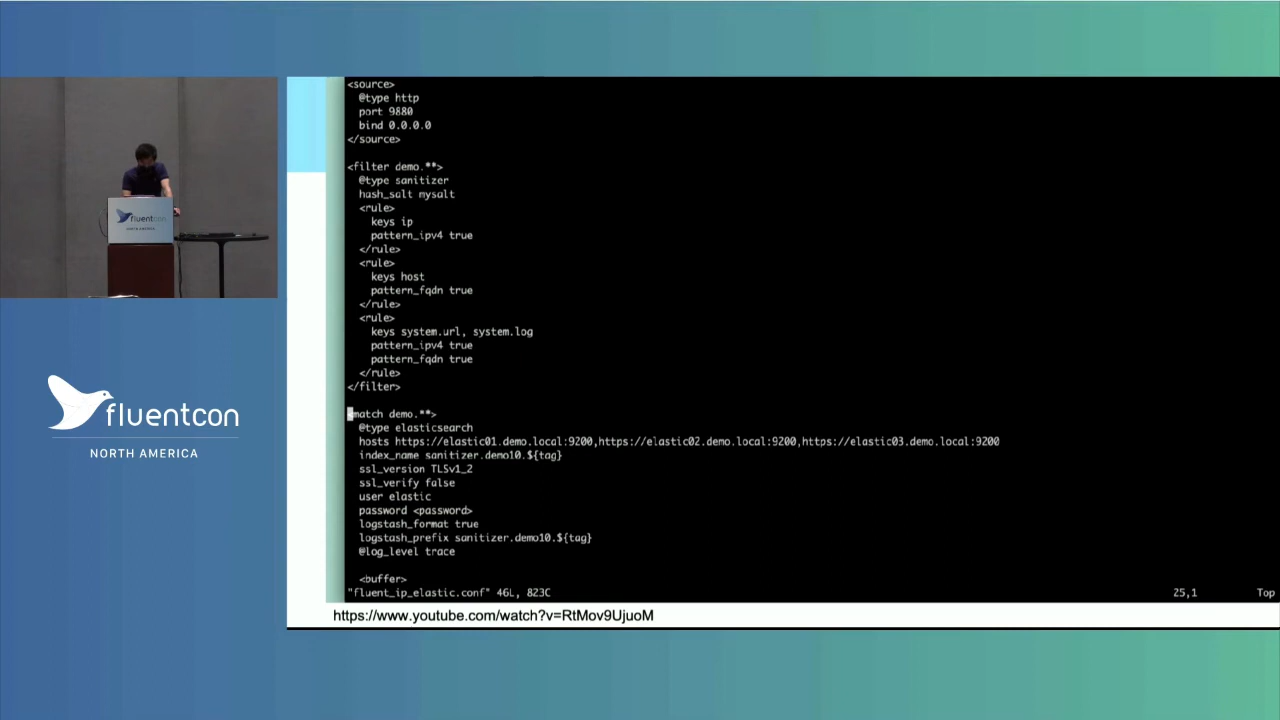 <source>
@type http
port 9880
bind 0.0.0.0
</source>
<filter demo.**>
@type sanitizer
hash_salt mysalt
<rule>
keys ip
pattern_ipv4 true
</rule>
<rule>
keys host
pattern_fqdn true
</rule>
<rule>
keys system.url, system.log
pattern_ipv4 true
pattern_fqdn true
</rule>
</filter>
<match demo.**>
@type elasticsearch
hosts https://elastic01.demo.local:9200,https://elastic02.demo.local:9200,https://elastic03.demo.local:9200
index_name sanitizer.demo10.${tag}
ssl_version TLSv1_2
ssl_verify false
user elastic
password <password>
logstash_format true
logstash_prefix sanitizer.demo10.${tag}
@log_level trace
<buffer>
"fluent_ip_elastic.conf" 46L, 823C 25,1 Top
https://www.youtube.com/watch?v=RtMov9UjuoM
fluentcon
NORTH AMERICA
fluentcon
NORTH AMERICA